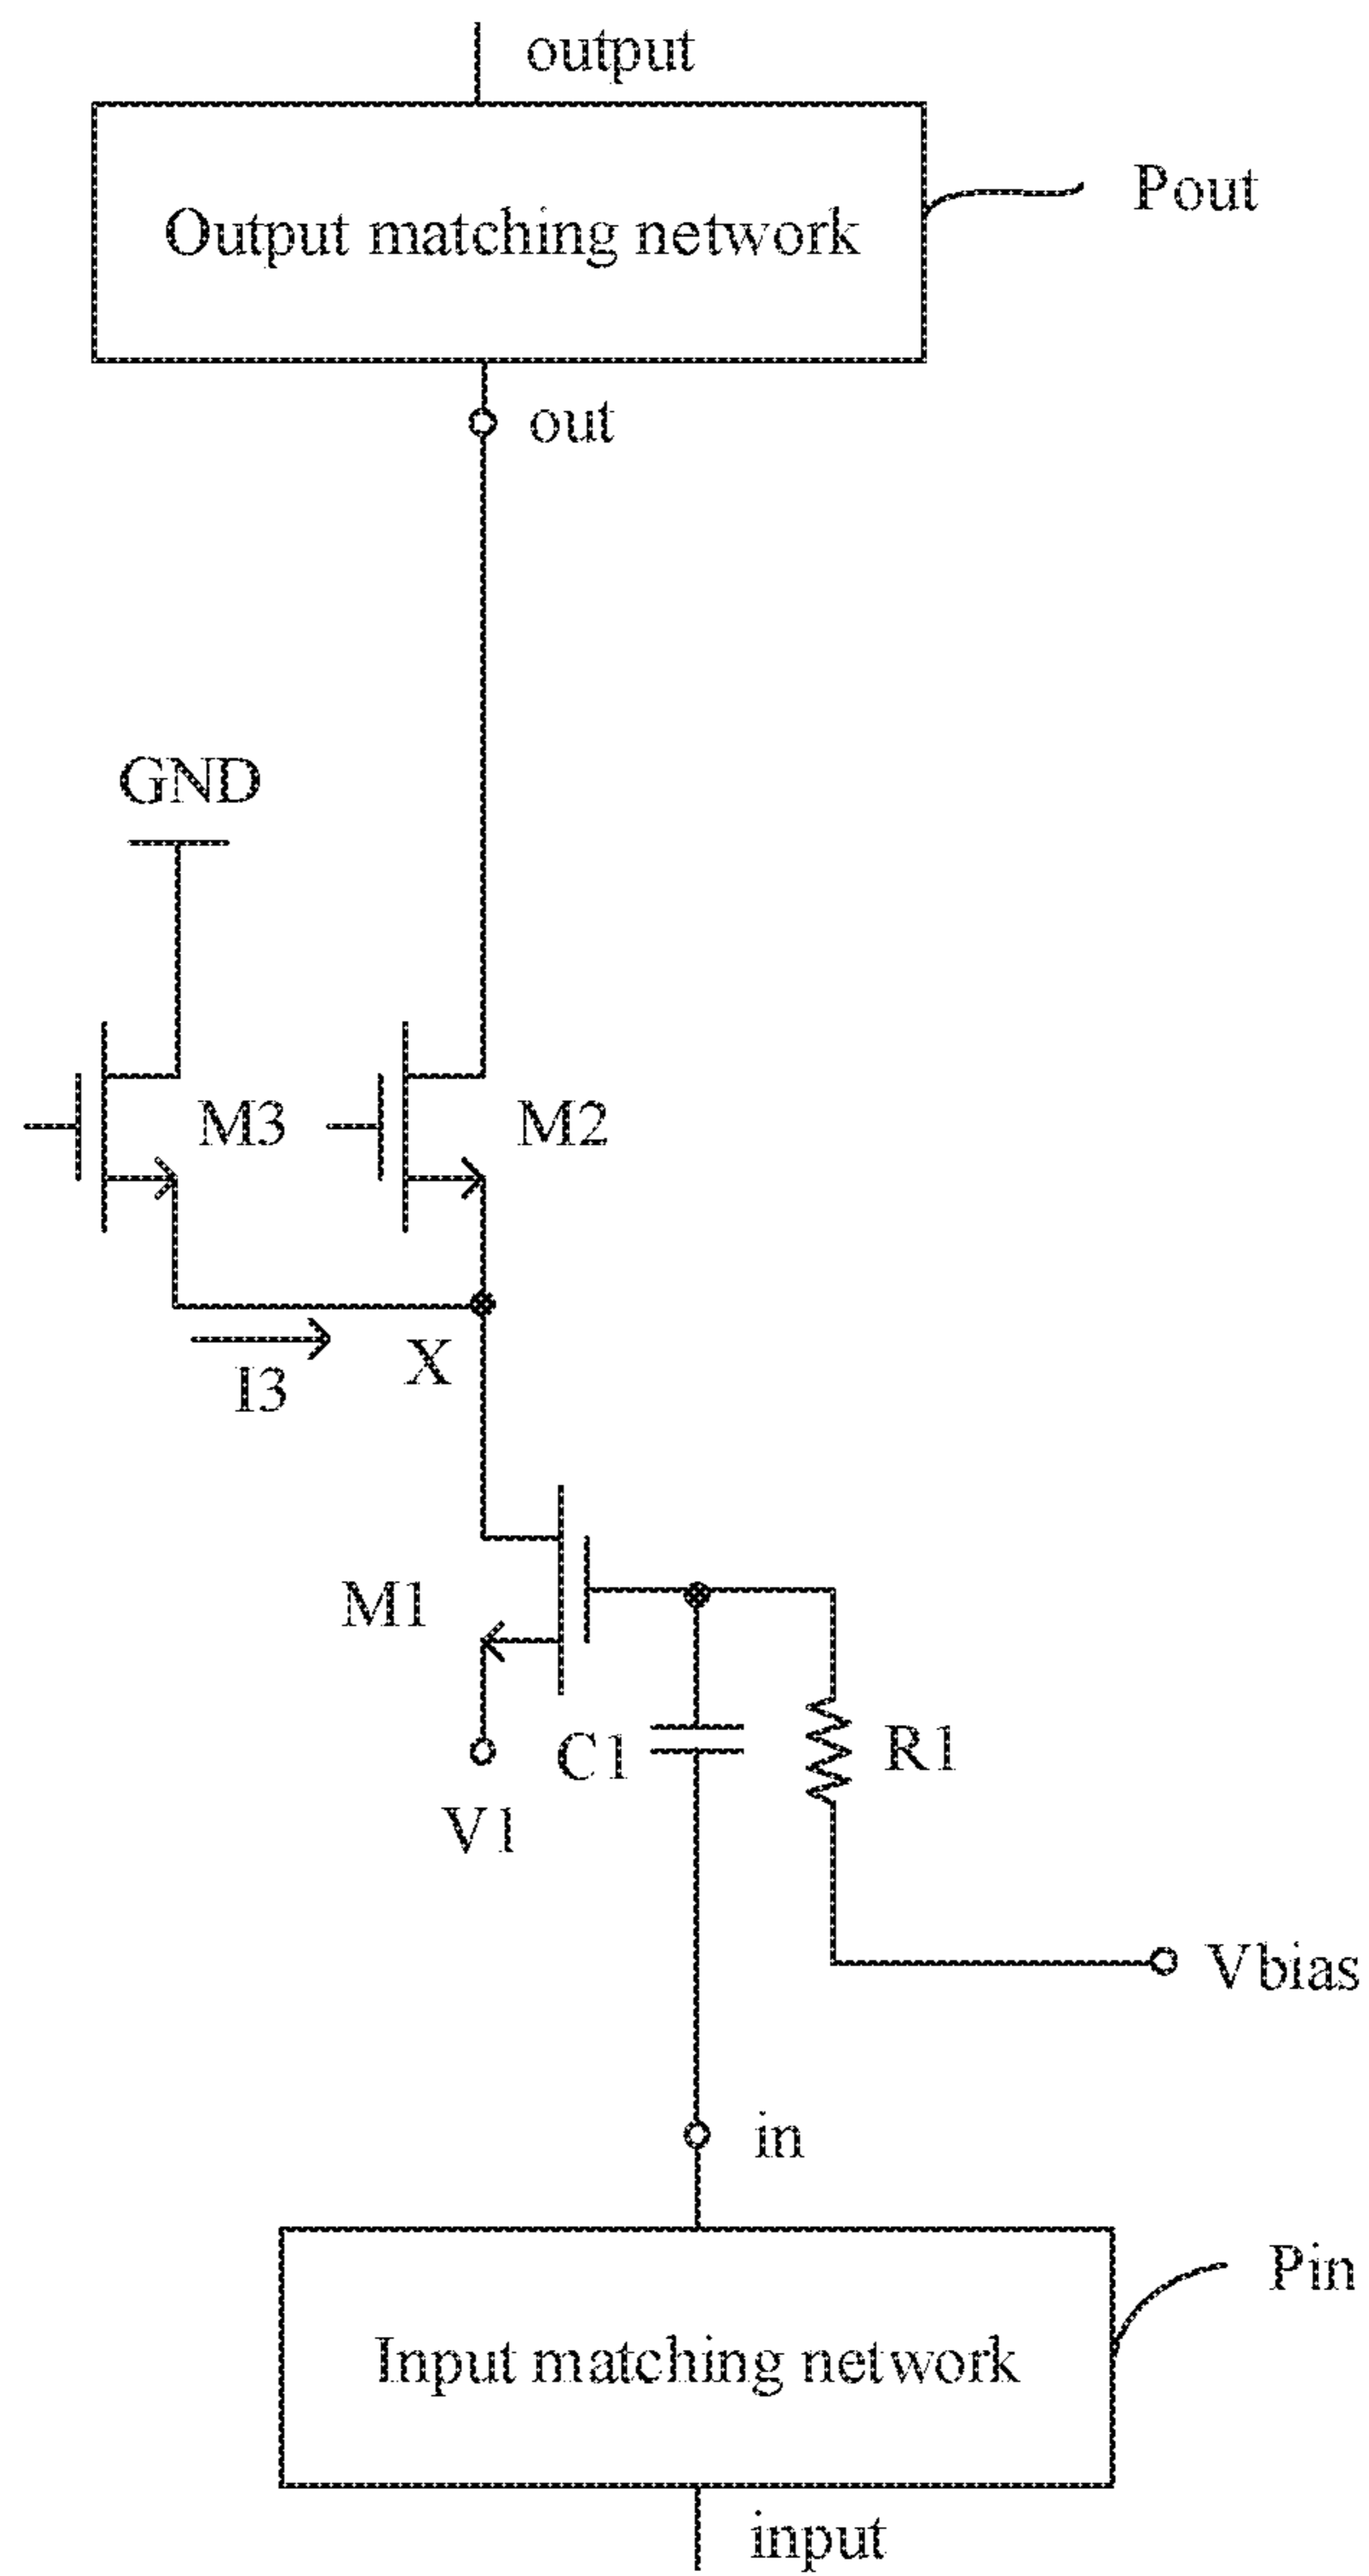 output
Output matching network
Pout
out
GND
M3
M2
X
I3
M1
C1
R1
V1
Vbias
in
Input matching network
Pin
input